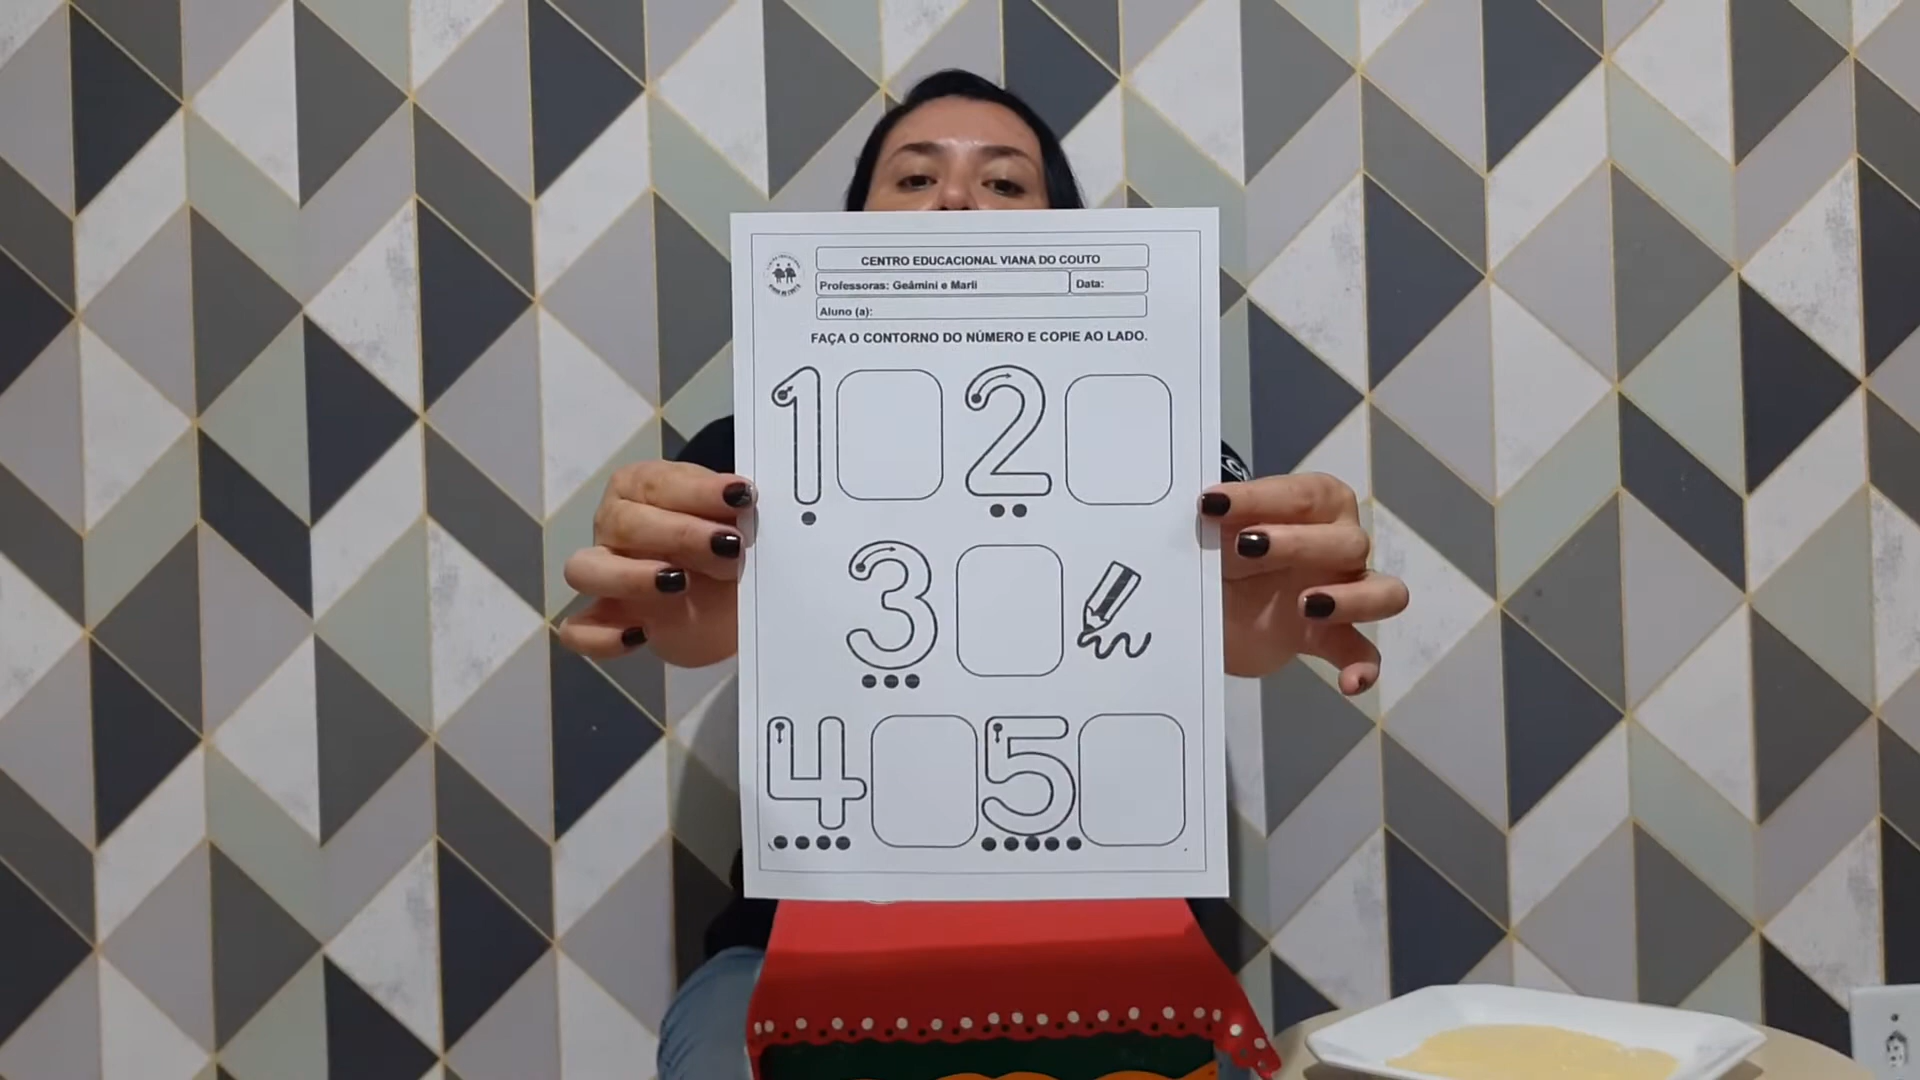 CENTRO EDUCACIONAL VIANA DO COUTO
Professoras: Geâmini e Marli Data:
Aluno (a):
FAÇA O CONTORNO DO NÚMERO E COPIE AO LADO.
1 2
3
4 5